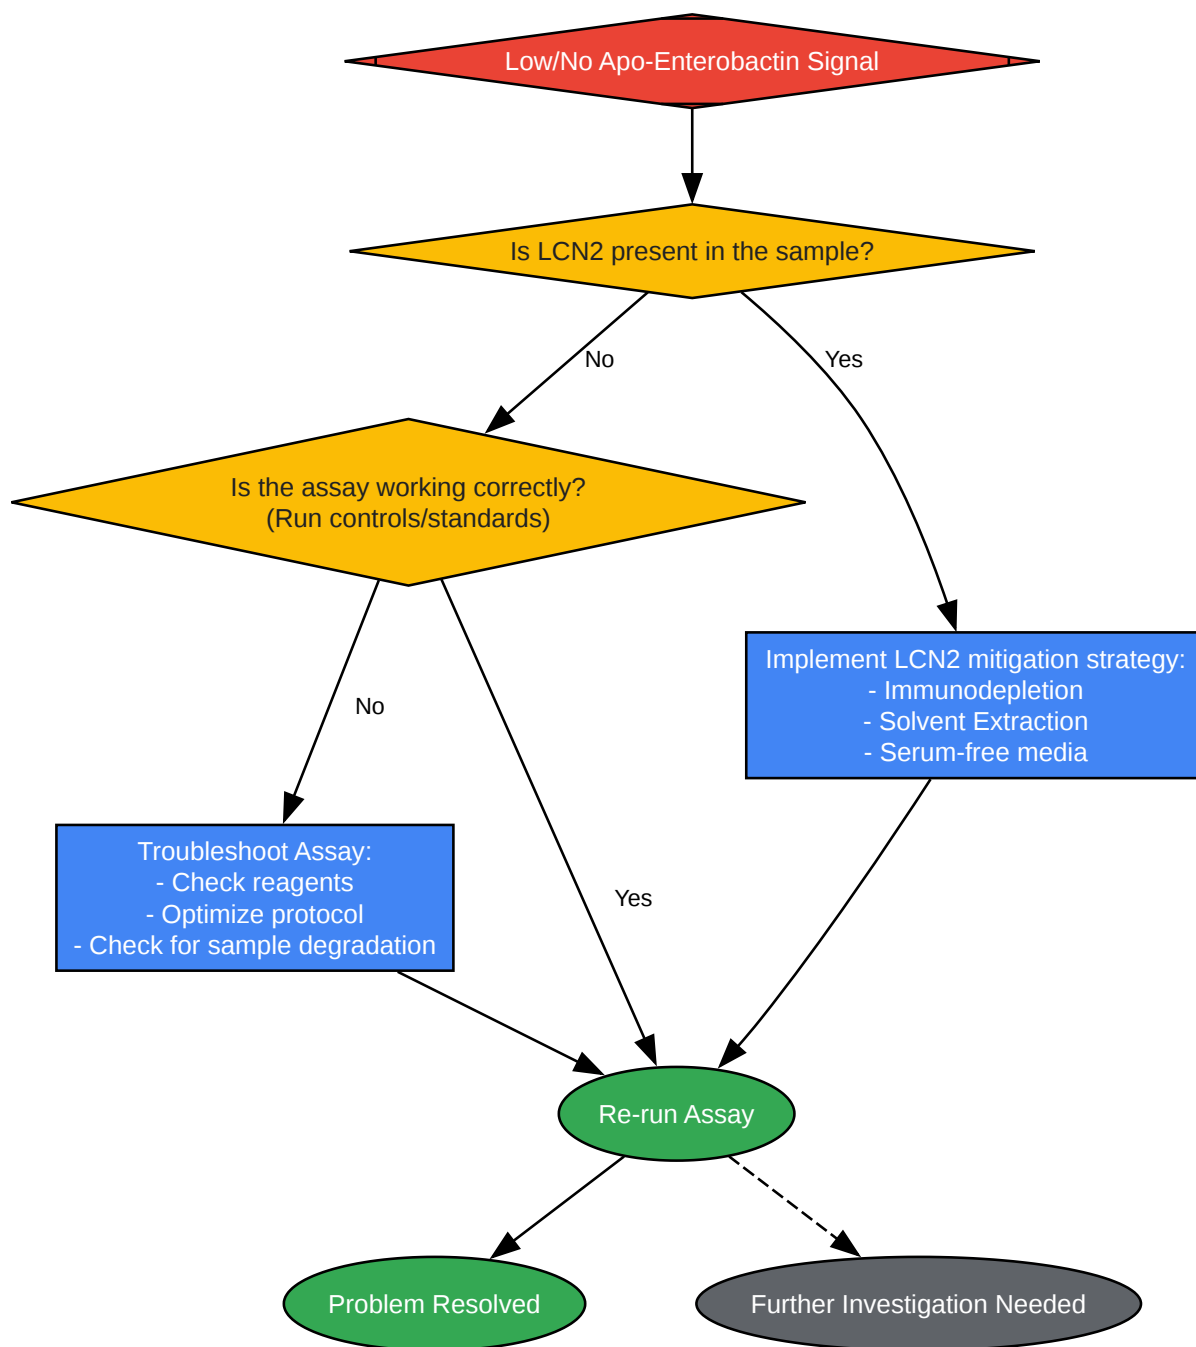 Low/No Apo-Enterobactin Signal
Is LCN2 present in the sample?
No
Yes
Is the assay working correctly?
(Run controls/standards)
Implement LCN2 mitigation strategy:
- Immunodepletion
- Solvent Extraction
- Serum-free media
No
Troubleshoot Assay:
- Check reagents
- Optimize protocol
- Check for sample degradation
Yes
Re-run Assay
Problem Resolved
Further Investigation Needed